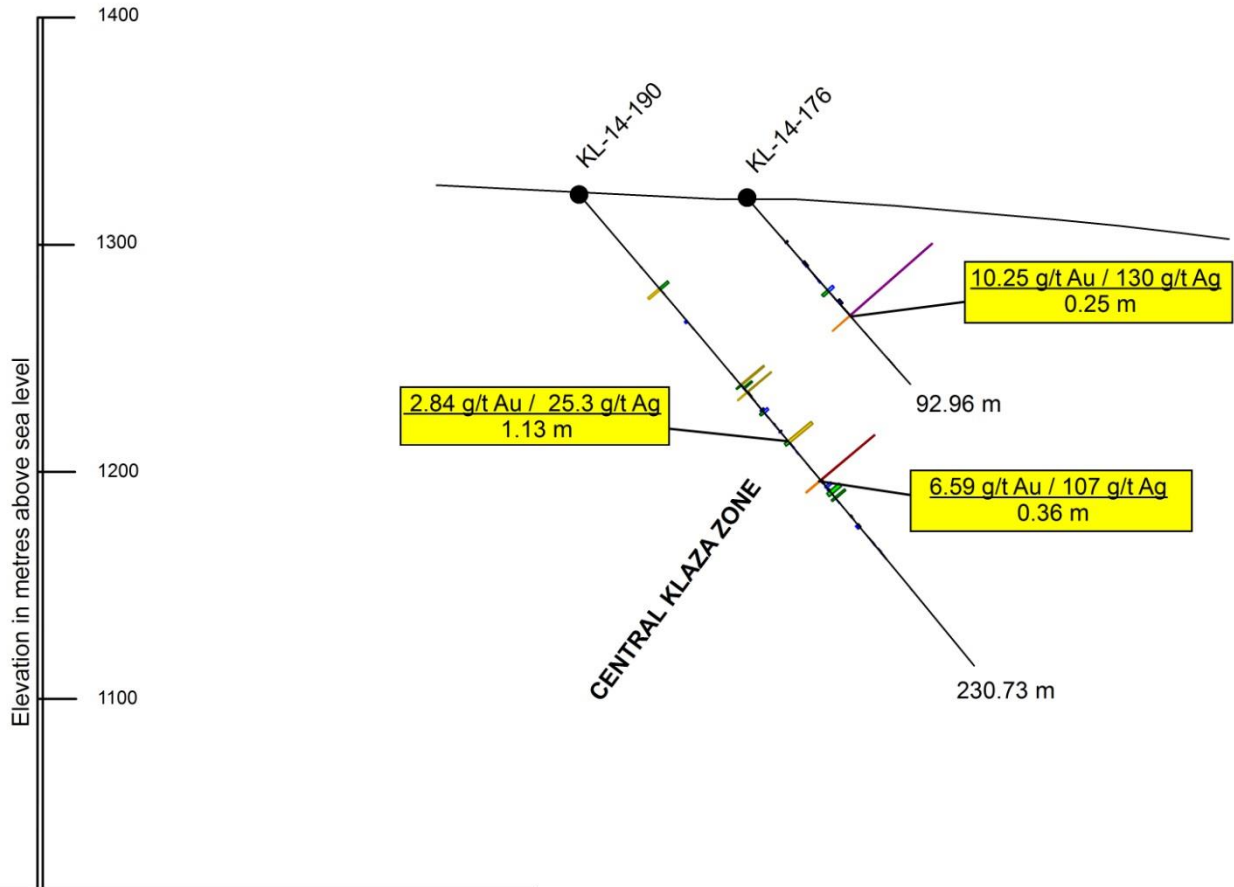 1400
KL-14-190
KL-14-176
1300
10.25 g/t Au / 130 g/t Ag
0.25 m
92.96 m
2.84 g/t Au /  25.3 g/t Ag
1.13 m
1200
6.59 g/t Au / 107 g/t Ag
0.36 m
CENTRAL KLAZA ZONE
230.73 m
1100
Elevation in metres above sea level